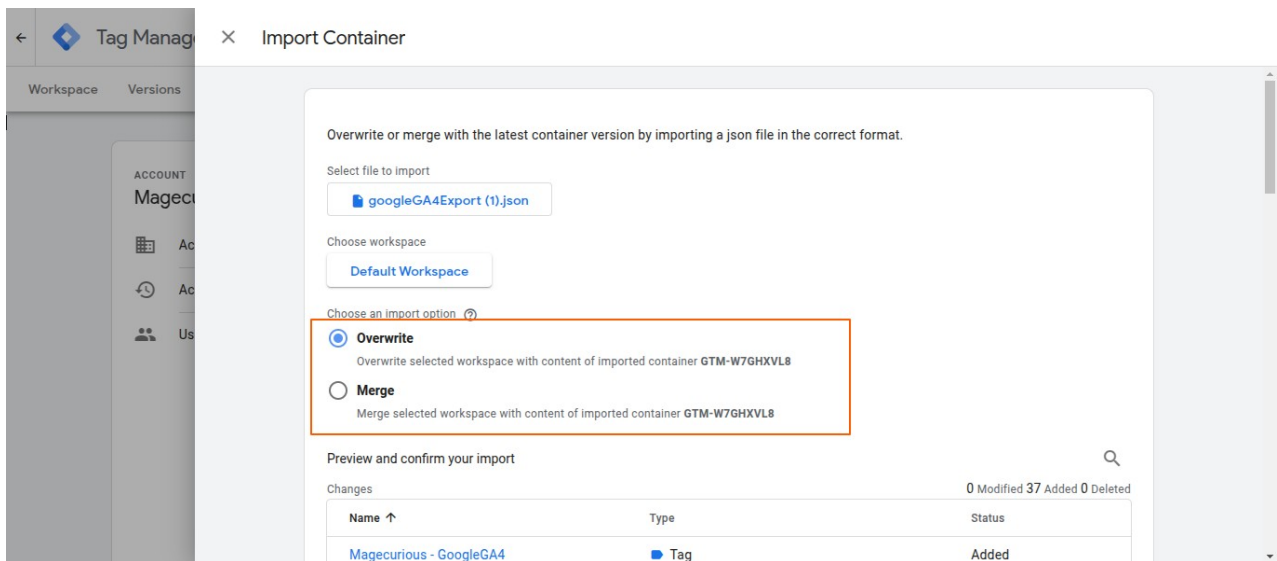 Tag Manag
Import Container
Workspace Versions
Overwrite or merge with the latest container version by importing a json file in the correct format.
Select file to import
ACCOUNT
Magecu
googleGA4Export (1).json
Ac
Choose workspace
Default Workspace
Ac
Choose an import option
Us
Overwrite
Overwrite selected workspace with content of imported container GTM-W7GHXVL8
Merge
Merge selected workspace with content of imported container GTM-W7GHXVL8
Preview and confirm your import
Changes 0 Modified 37 Added 0 Deleted
Name Type Status
Magecurious - GoogleGA4 Tag Added